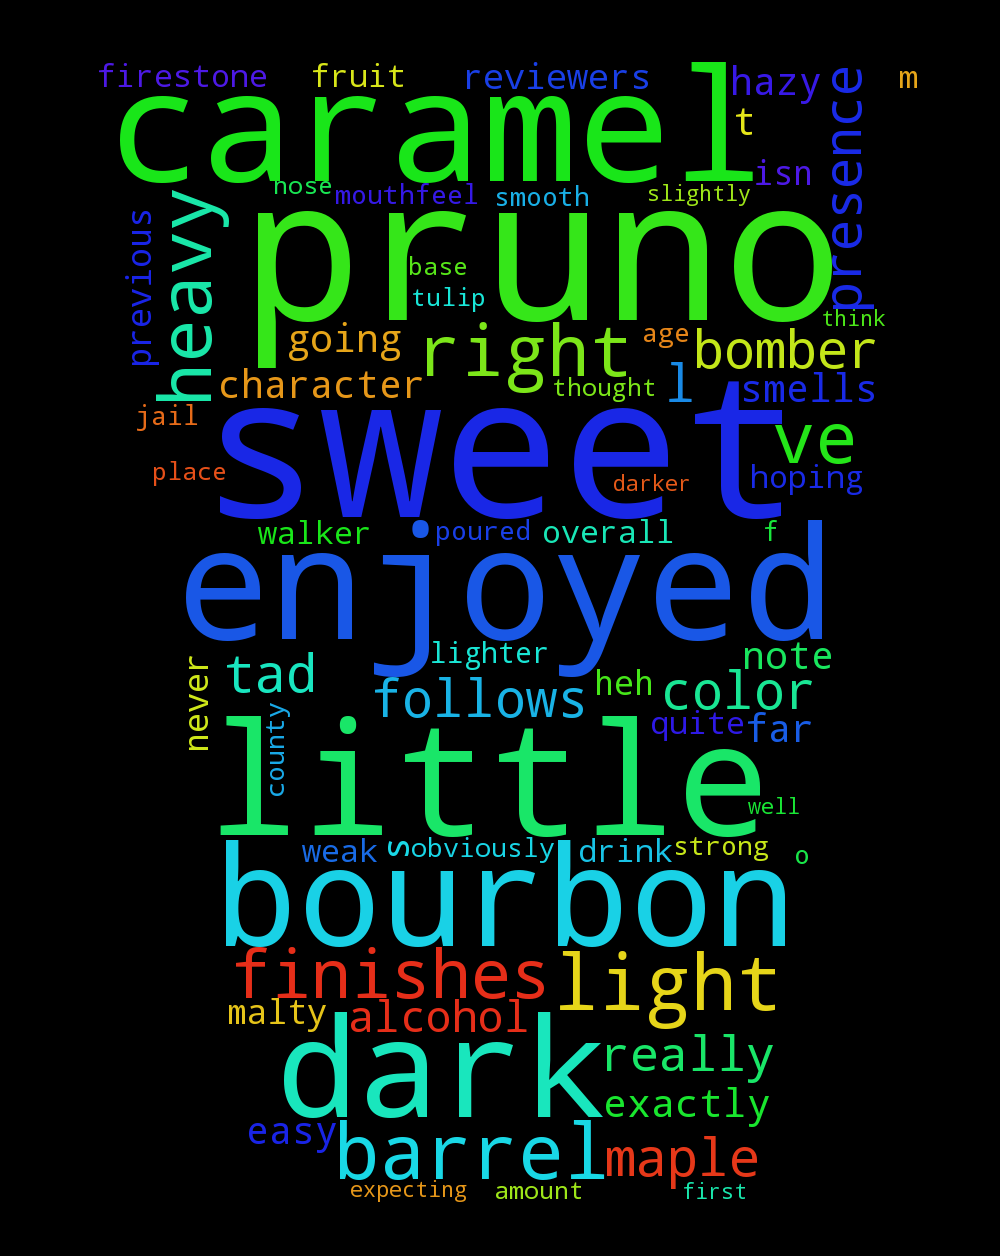 firestone fruit reviewers hazy m
caramel t presence
isn
nose mouthfeel smooth slightly
previous heavy pruno
base
tulip
think
going right age bomber
character thought l smells
jail sweet ve
place darker hoping
walker poured overall f
enjoyed
never tad lighter note
follows heh color
county quite far
little well
weak s obviously drink strong o
bourbon
finishes light
malty alcohol
dark really
exactly
easy barrel maple
expecting amount first